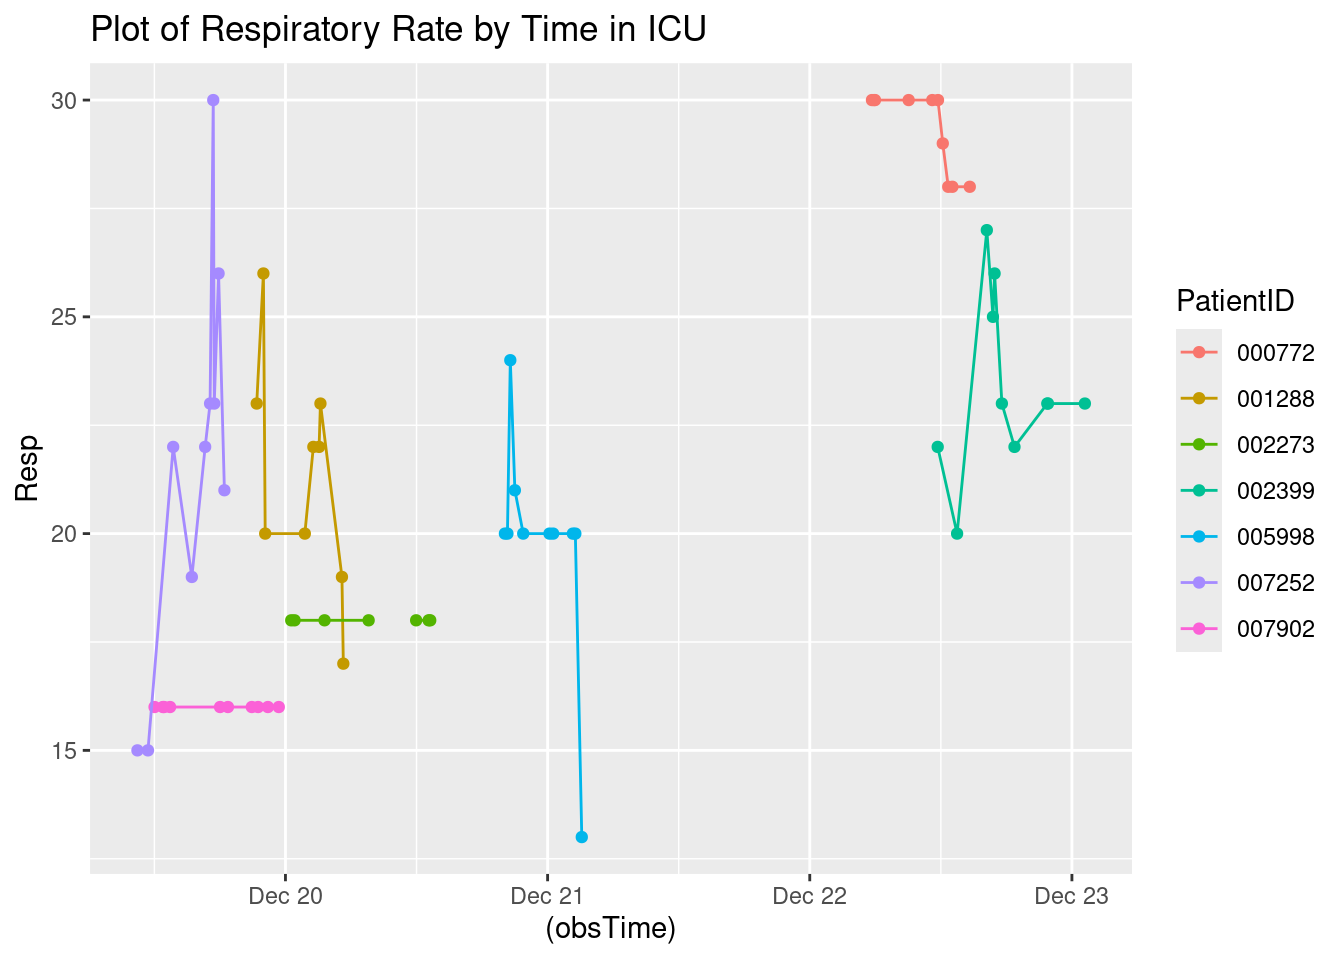 Plot of Respiratory Rate by Time in ICU
30
25
20
15
Resp
Dec 20
Dec 21
Dec 22
Dec 23
(obsTime)
PatientID
000772
001288
002273
002399
005998
007252
007902